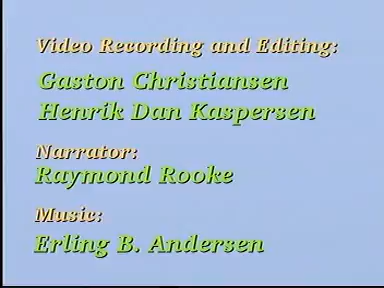 Video Recording and Editing:
Gaston Christiansen
Henrik Dan Kaspersen
Narrator:
Raymond Rooke
Music:
Erling B. Andersen